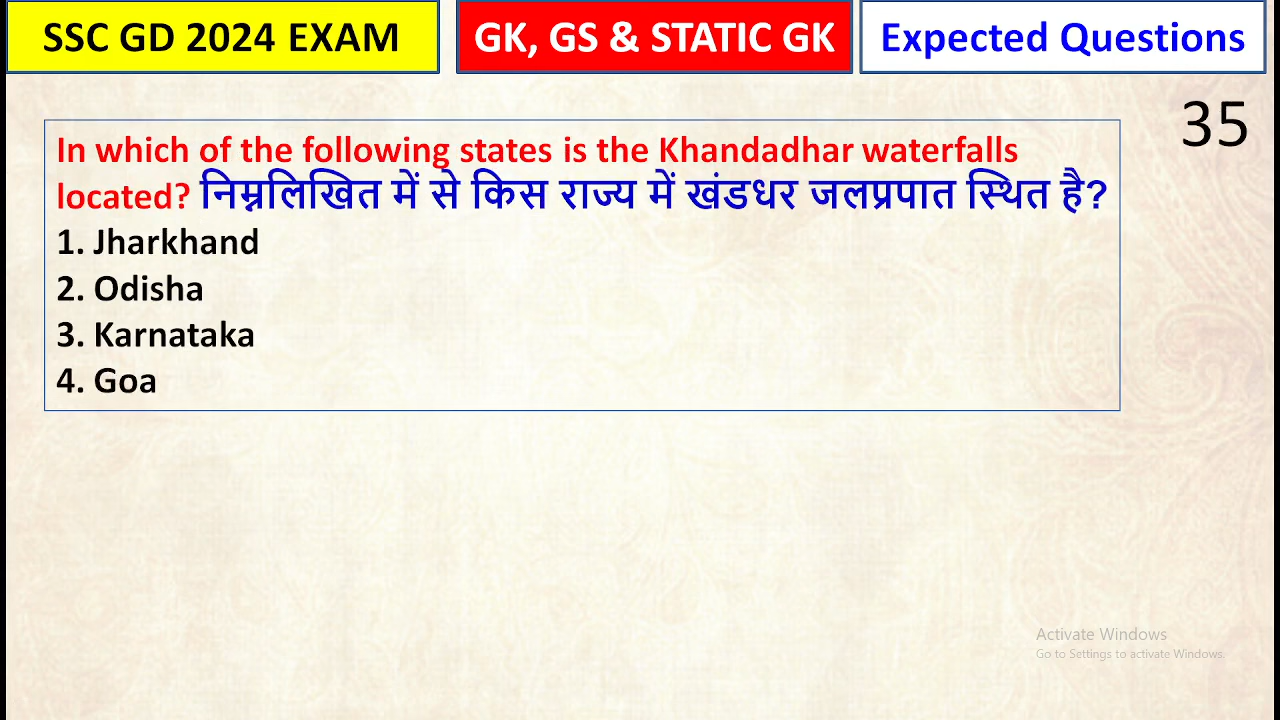 SSC GD 2024 EXAM
GK, GS & STATIC GK
Expected Questions
35
In which of the following states is the Khandadhar waterfalls
located? निम्नलिखित में से किस राज्य में खंडधर जलप्रपात स्थित है?
1. Jharkhand
2. Odisha
3. Karnataka
4. Goa
Activate Windows
Go to Settings to activate Windows.